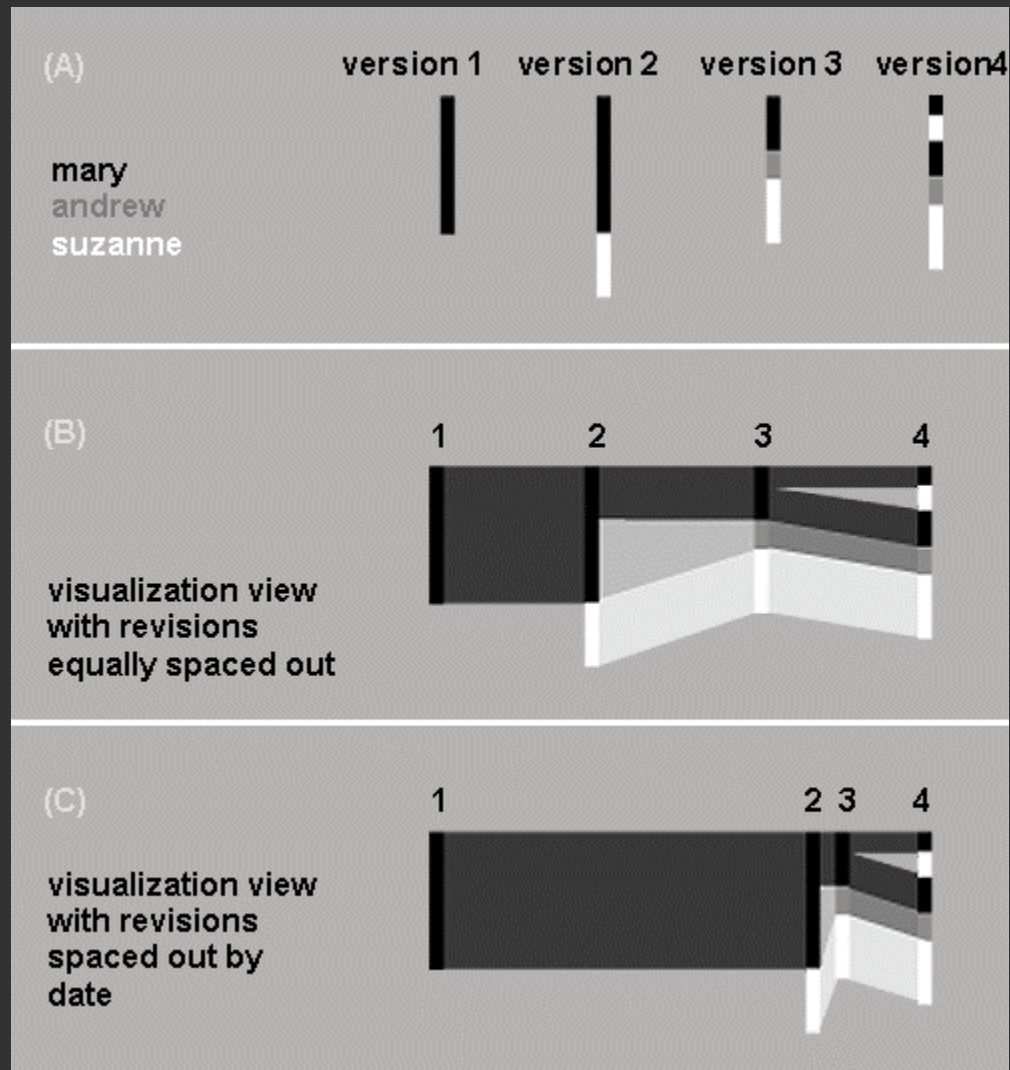 (A)
version 1 version 2 version 3 version4
mary
andrew
suzanne
(B)
1 2 3 4
visualization view
with revisions
equally spaced out
(C)
1 2 3 4
visualization view
with revisions
spaced out by
date